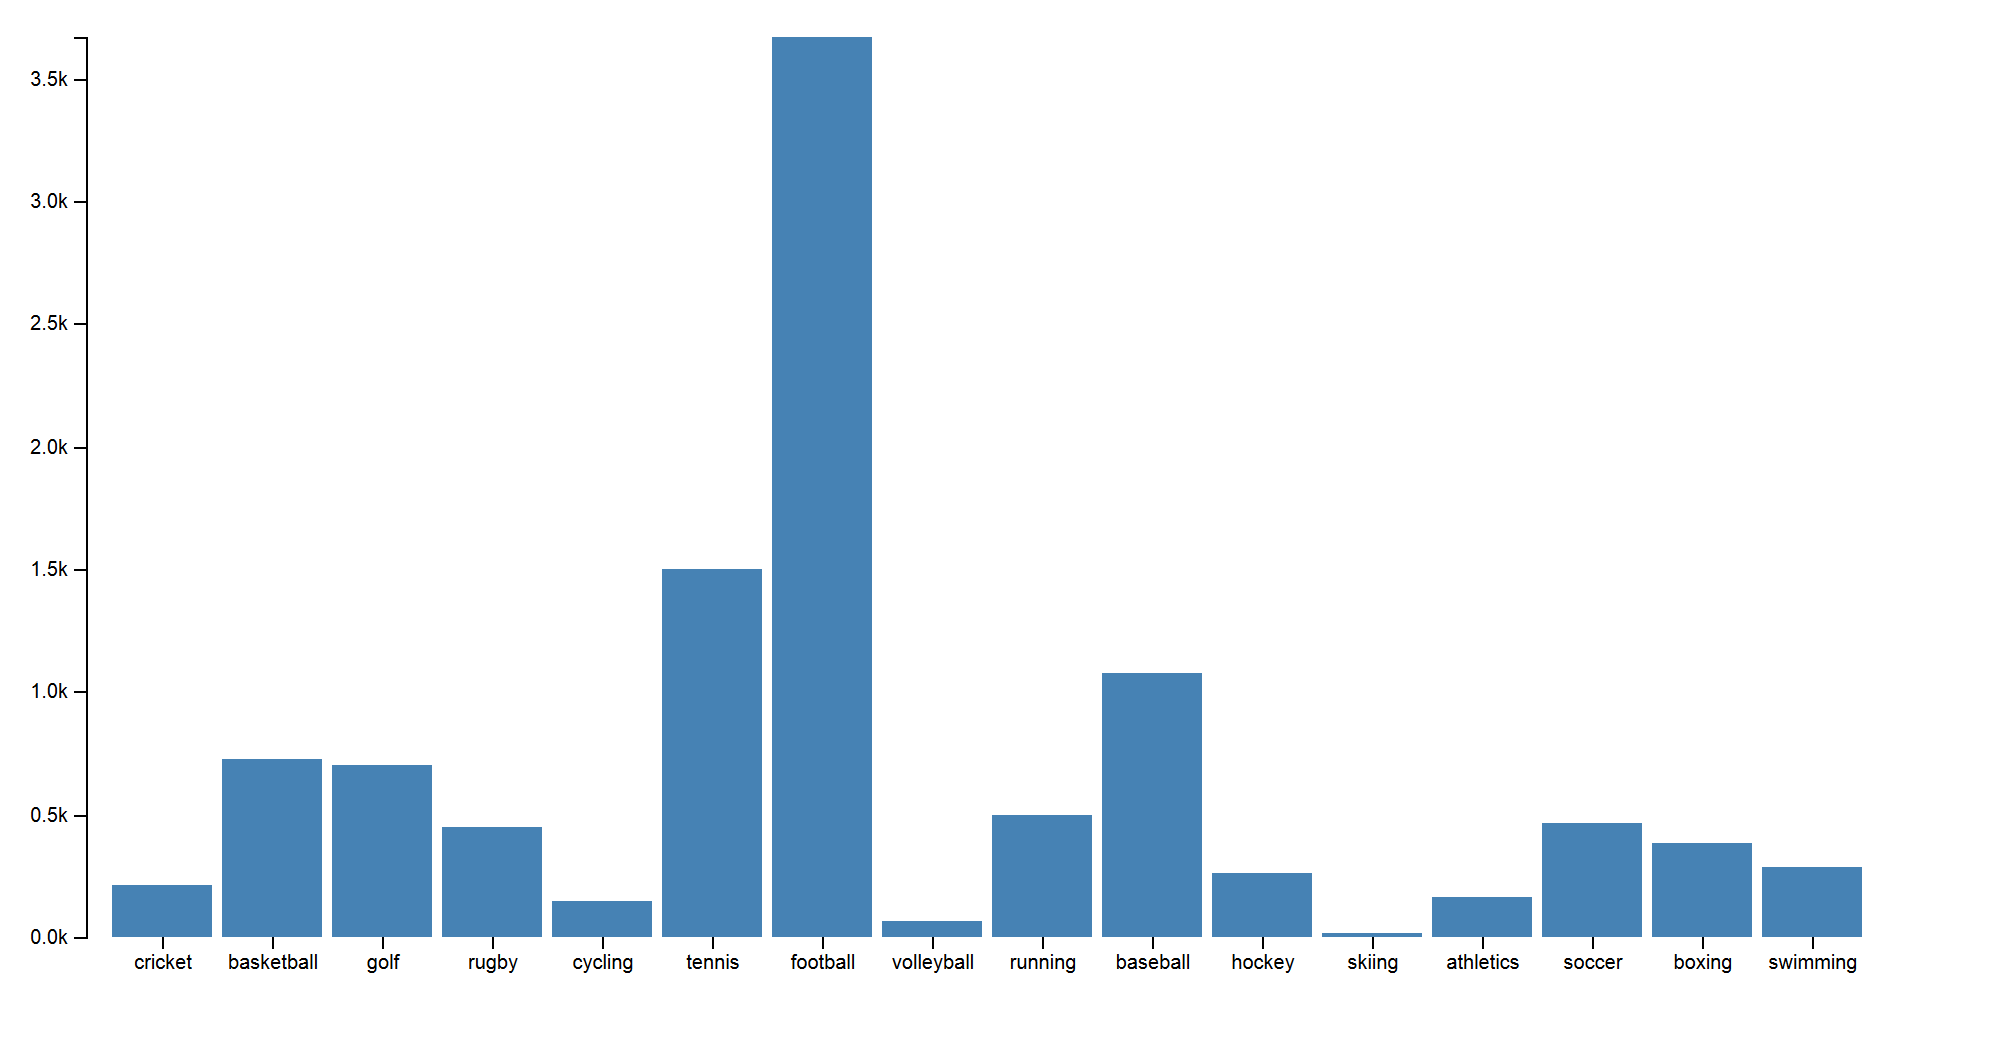 3.5k
3.0k
2.5k
2.0k
1.5k
1.0k
0.5k
0.0k
cricket basketball golf rugby cycling tennis football volleyball running baseball hockey skiing athletics soccer boxing swimming